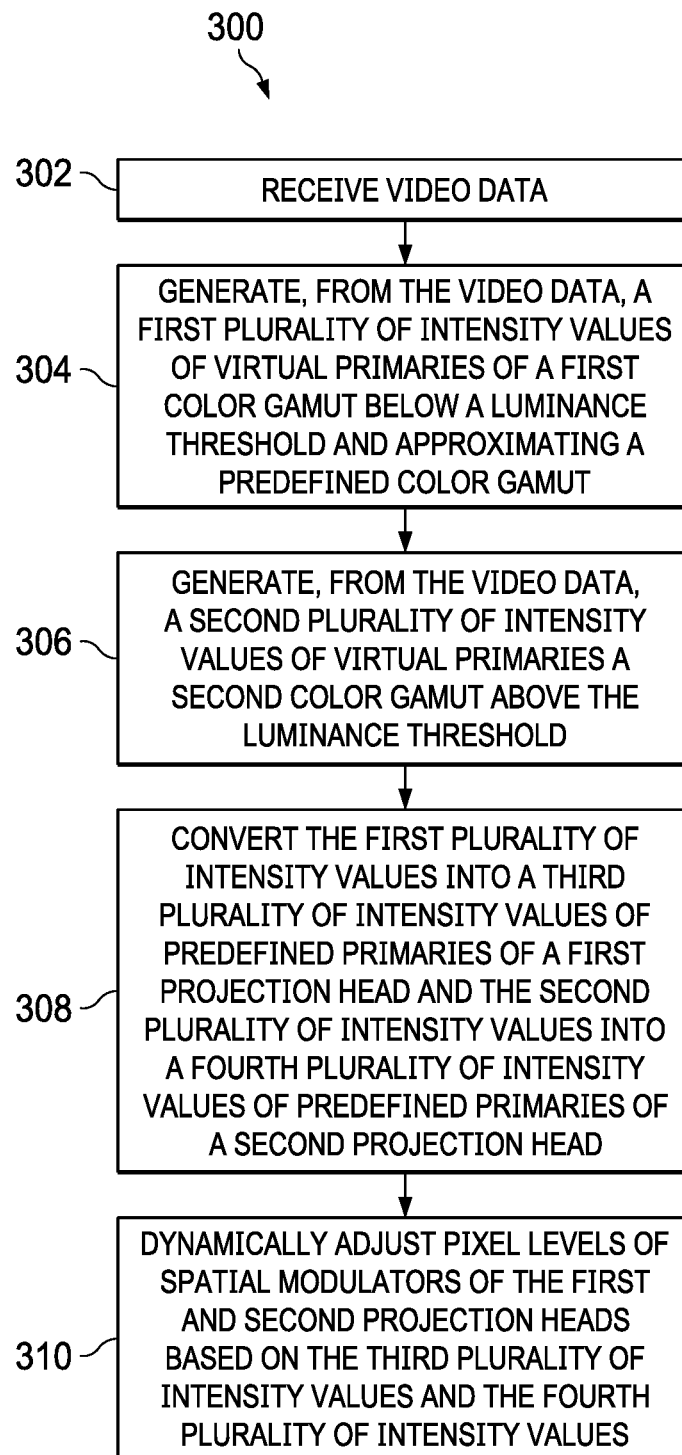 300
302
RECEIVE VIDEO DATA
304
GENERATE, FROM THE VIDEO DATA, A
FIRST PLURALITY OF INTENSITY VALUES
OF VIRTUAL PRIMARIES OF A FIRST
COLOR GAMUT BELOW A LUMINANCE
THRESHOLD AND APPROXIMATING A
PREDEFINED COLOR GAMUT
306
GENERATE, FROM THE VIDEO DATA,
A SECOND PLURALITY OF INTENSITY
VALUES OF VIRTUAL PRIMARIES A
SECOND COLOR GAMUT ABOVE THE
LUMINANCE THRESHOLD
308
CONVERT THE FIRST PLURALITY OF
INTENSITY VALUES INTO A THIRD
PLURALITY OF INTENSITY VALUES OF
PREDEFINED PRIMARIES OF A FIRST
PROJECTION HEAD AND THE SECOND
PLURALITY OF INTENSITY VALUES INTO
A FOURTH PLURALITY OF INTENSITY
VALUES OF PREDEFINED PRIMARIES OF
A SECOND PROJECTION HEAD
310
DYNAMICALLY ADJUST PIXEL LEVELS OF
SPATIAL MODULATORS OF THE FIRST
AND SECOND PROJECTION HEADS
BASED ON THE THIRD PLURALITY OF
INTENSITY VALUES AND THE FOURTH
PLURALITY OF INTENSITY VALUES